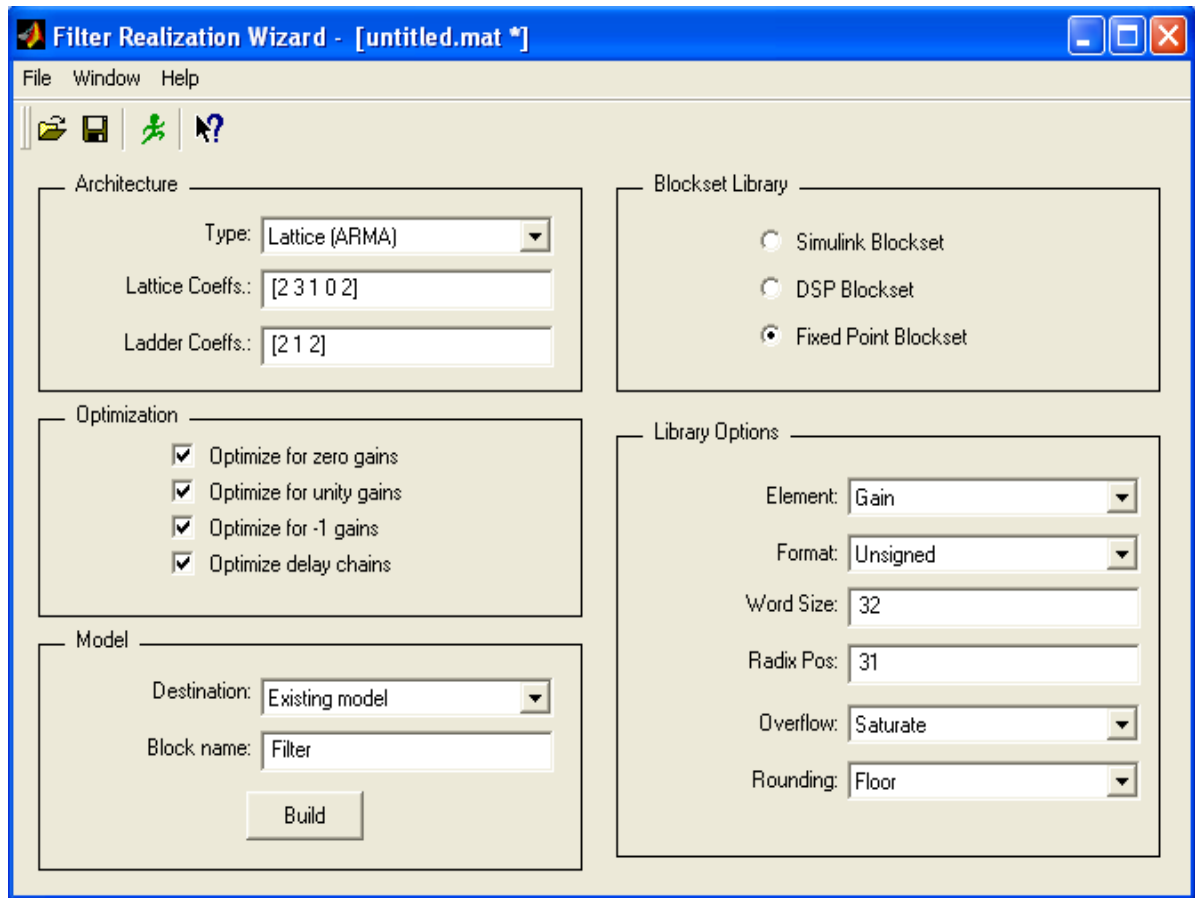 Filter Realization Wizard - [untitled.mat *]
File Window Help
Architecture
Type: Lattice (ARMA)
Lattice Coeffs.: [2 3 1 0 2]
Ladder Coeffs.: [2 1 2]
Optimization
Optimize for zero gains
Optimize for unity gains
Optimize for -1 gains
Optimize delay chains
Model
Destination: Existing model
Block name: Filter
Build
Blockset Library
Simulink Blockset
DSP Blockset
Fixed Point Blockset
Library Options
Element: Gain
Format: Unsigned
Word Size: 32
Radix Pos: 31
Overflow: Saturate
Rounding: Floor